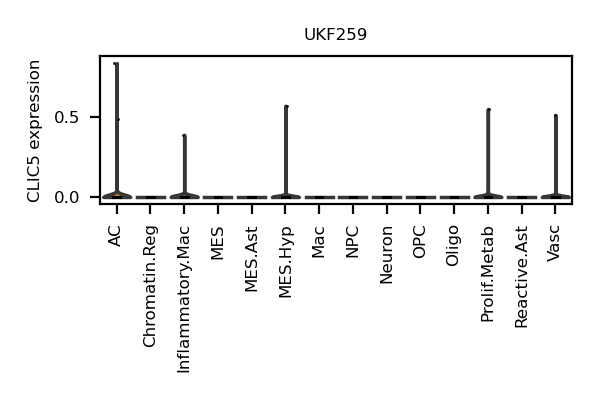 UKF259
CLIC5 expression
0.5
0.0
AC
Chromatin.Reg
Inflammatory.Mac
MES
MES.Ast
MES.Hyp
Mac
NPC
Neuron
OPC
Oligo
Prolif.Metab
Reactive.Ast
Vasc